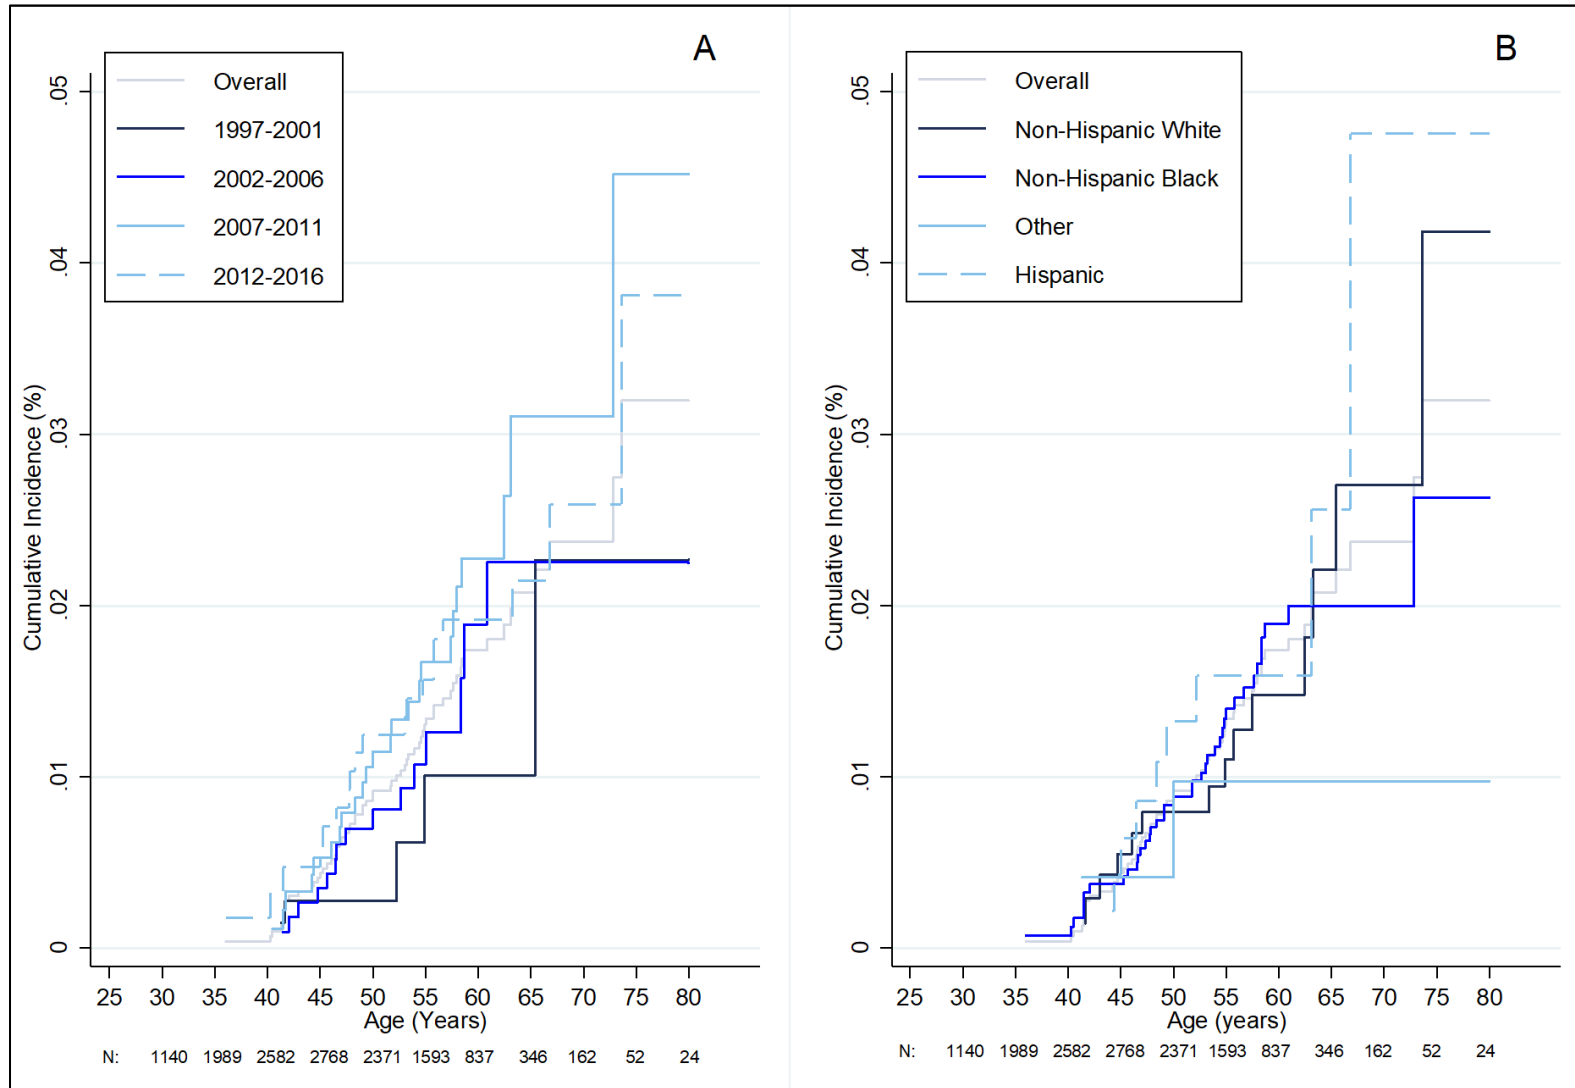 A
Overall
1997-2001
2002-2006
2007-2011
2012-2016
Cumulative Incidence (%)
.05
.04
.03
.02
.01
0
25 30 35 40 45 50 55 60 65 70 75 80
Age (Years)
N: 1140 1989 2582 2768 2371 1593 837 346 162 52 24
B
Overall
Non-Hispanic White
Non-Hispanic Black
Other
Hispanic
Cumulative Incidence (%)
.05
.04
.03
.02
.01
0
25 30 35 40 45 50 55 60 65 70 75 80
Age (years)
N: 1140 1989 2582 2768 2371 1593 837 346 162 52 24